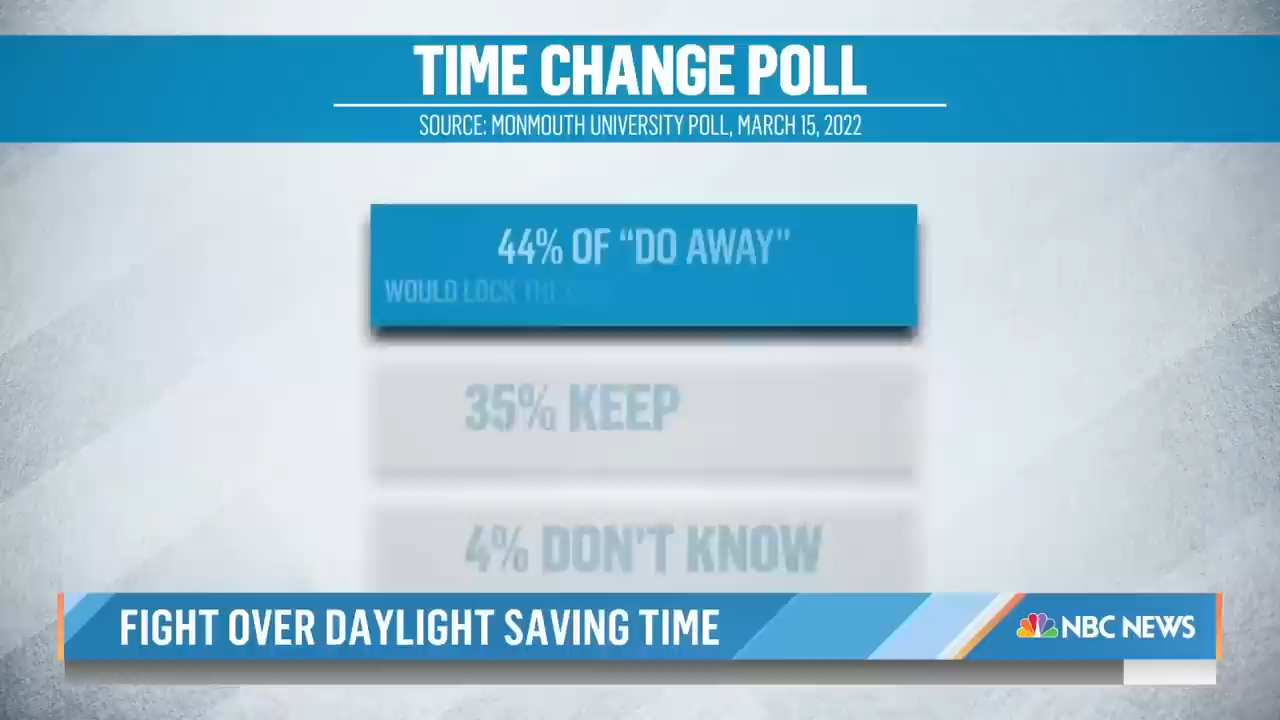 TIME CHANGE POLL
SOURCE: MONMOUTH UNIVERSITY POLL, MARCH 15, 2022
44% OF “DO AWAY”
WOULD LOCK THE
35% KEEP
4% DON'T KNOW
FIGHT OVER DAYLIGHT SAVING TIME
NBC NEWS